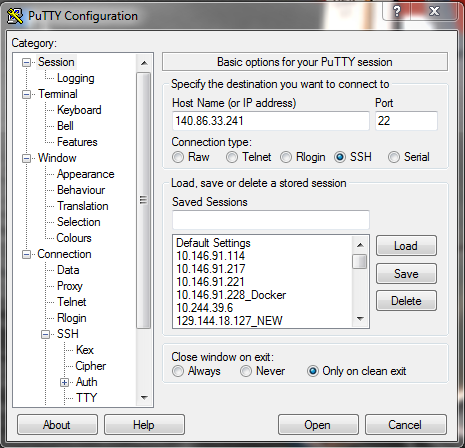 PuTTY Configuration
?
X
Category:
Session
Logging
Terminal
Keyboard
Bell
Features
Window
Appearance
Behaviour
Translation
Selection
Colours
Connection
Data
Proxy
Telnet
Rlogin
SSH
Kex
Cipher
Auth
TTY
Basic options for your PuTTY session
Specify the destination you want to connect to
Host Name (or IP address) Port
140.86.33.241 22
Connection type:
Raw Telnet Rlogin SSH Serial
Load, save or delete a stored session
Saved Sessions
Default Settings
10.146.91.114
10.146.91.217
10.146.91.221
10.146.91.228_Docker
10.244.39.6
129.144.18.127_NEW
Load
Save
Delete
Close window on exit:
Always Never Only on clean exit
About Help Open Cancel